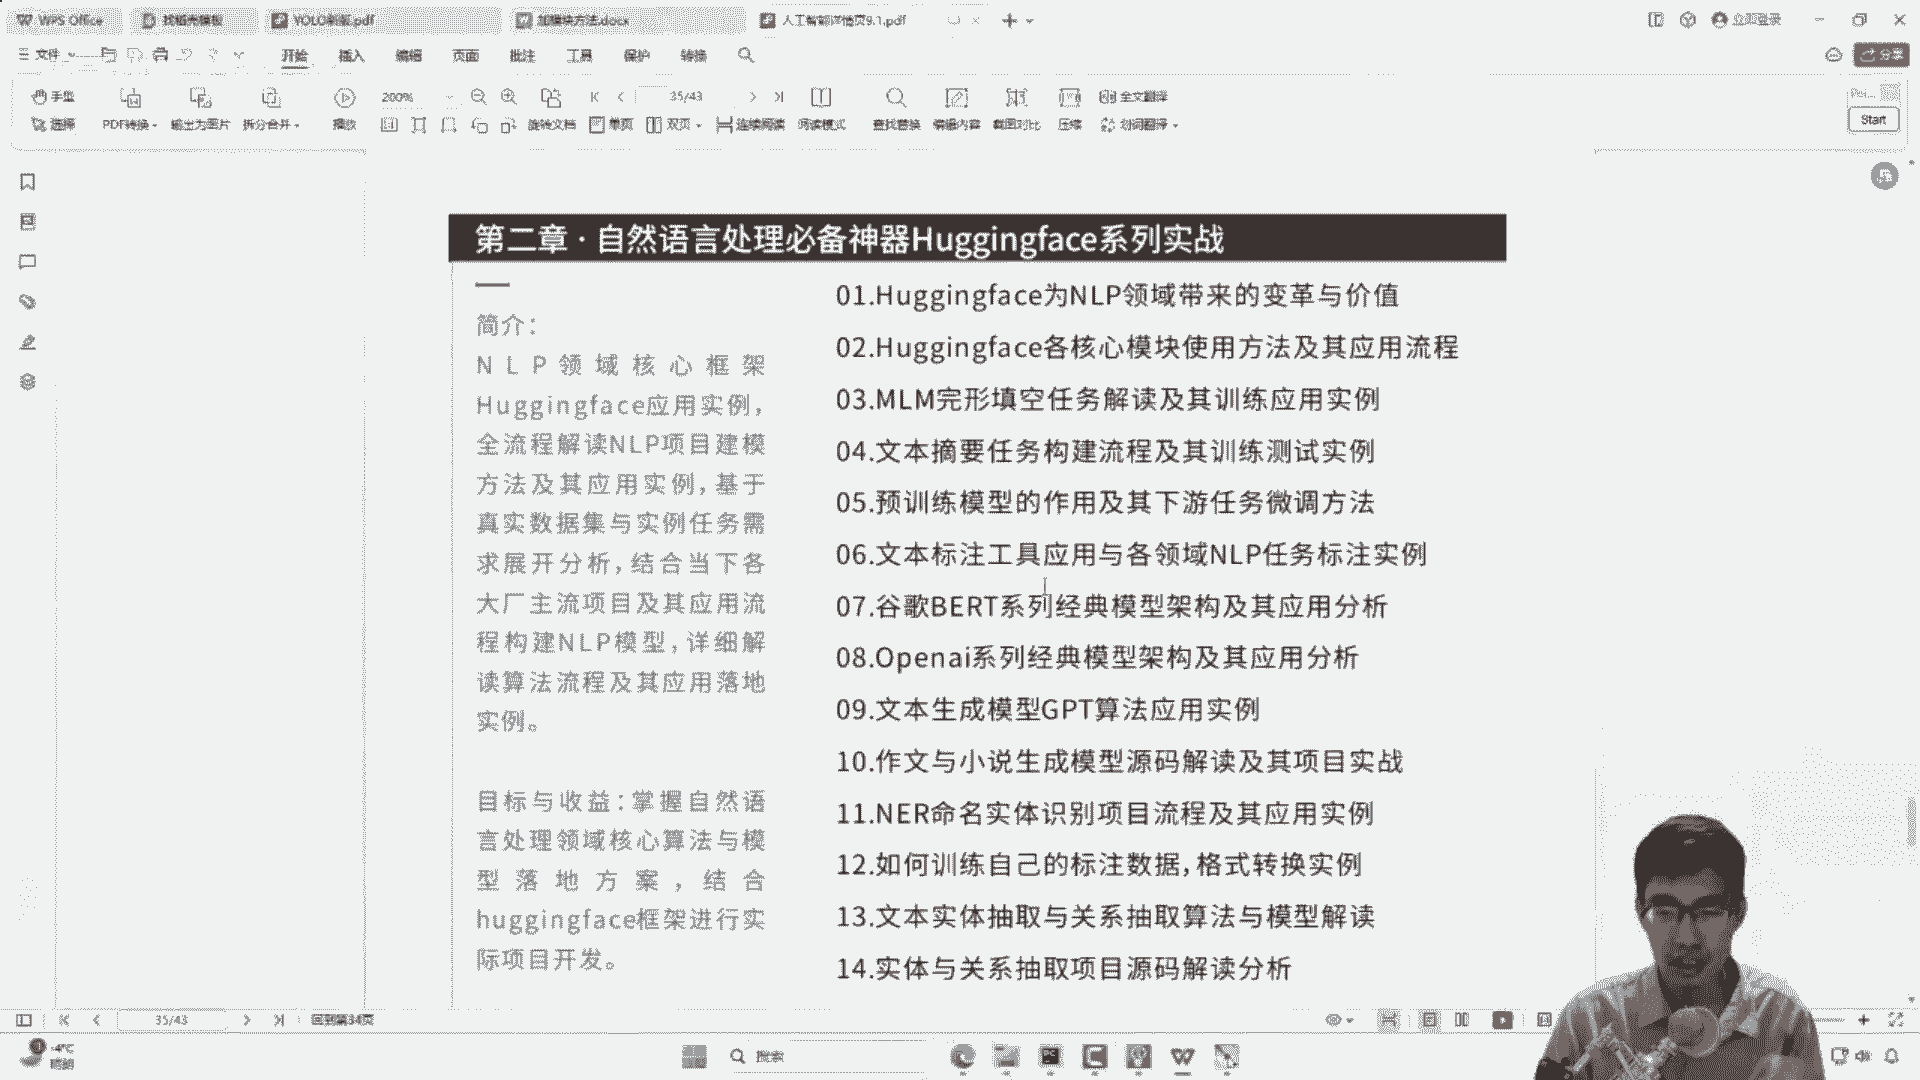 WPS Office
找稻壳模板
YOLO新版.pdf
加模块方法.docx
人工智能详情页9.1.pdf
立即登录
文件
开始
插入
编辑
页面
批注
工具
保护
转换
分享
手型
200%
35/43
全文翻译
选择
PDF转换
输出为图片
拆分合并
播放
旋转文档
单页
双页
连续阅读
阅读模式
查找替换
编辑内容
截图对比
压缩
划词翻译
Start
第二章·自然语言处理必备神器Huggingface系列实战
简介：
NLP领域核心框架
Huggingface应用实例，
全流程解读NLP项目建模
方法及其应用实例，基于
真实数据集与实例任务需
求展开分析，结合当下各
大厂主流项目及其应用流
程构建NLP模型，详细解
读算法流程及其应用落地
实例。
目标与收益：掌握自然语
言处理领域核心算法与模
型落地方案，结合
huggingface框架进行实
际项目开发。
01.Huggingface为NLP领域带来的变革与价值
02.Huggingface各核心模块使用方法及其应用流程
03.MLM完形填空任务解读及其训练应用实例
04.文本摘要任务构建流程及其训练测试实例
05.预训练模型的作用及其下游任务微调方法
06.文本标注工具应用与各领域NLP任务标注实例
07.谷歌BERT系列经典模型架构及其应用分析
08.Openai系列经典模型架构及其应用分析
09.文本生成模型GPT算法应用实例
10.作文与小说生成模型源码解读及其项目实战
11.NER命名实体识别项目流程及其应用实例
12.如何训练自己的标注数据，格式转换实例
13.文本实体抽取与关系抽取算法与模型解读
14.实体与关系抽取项目源码解读分析
35/43
回到第34页
-4℃
晴朗
搜索